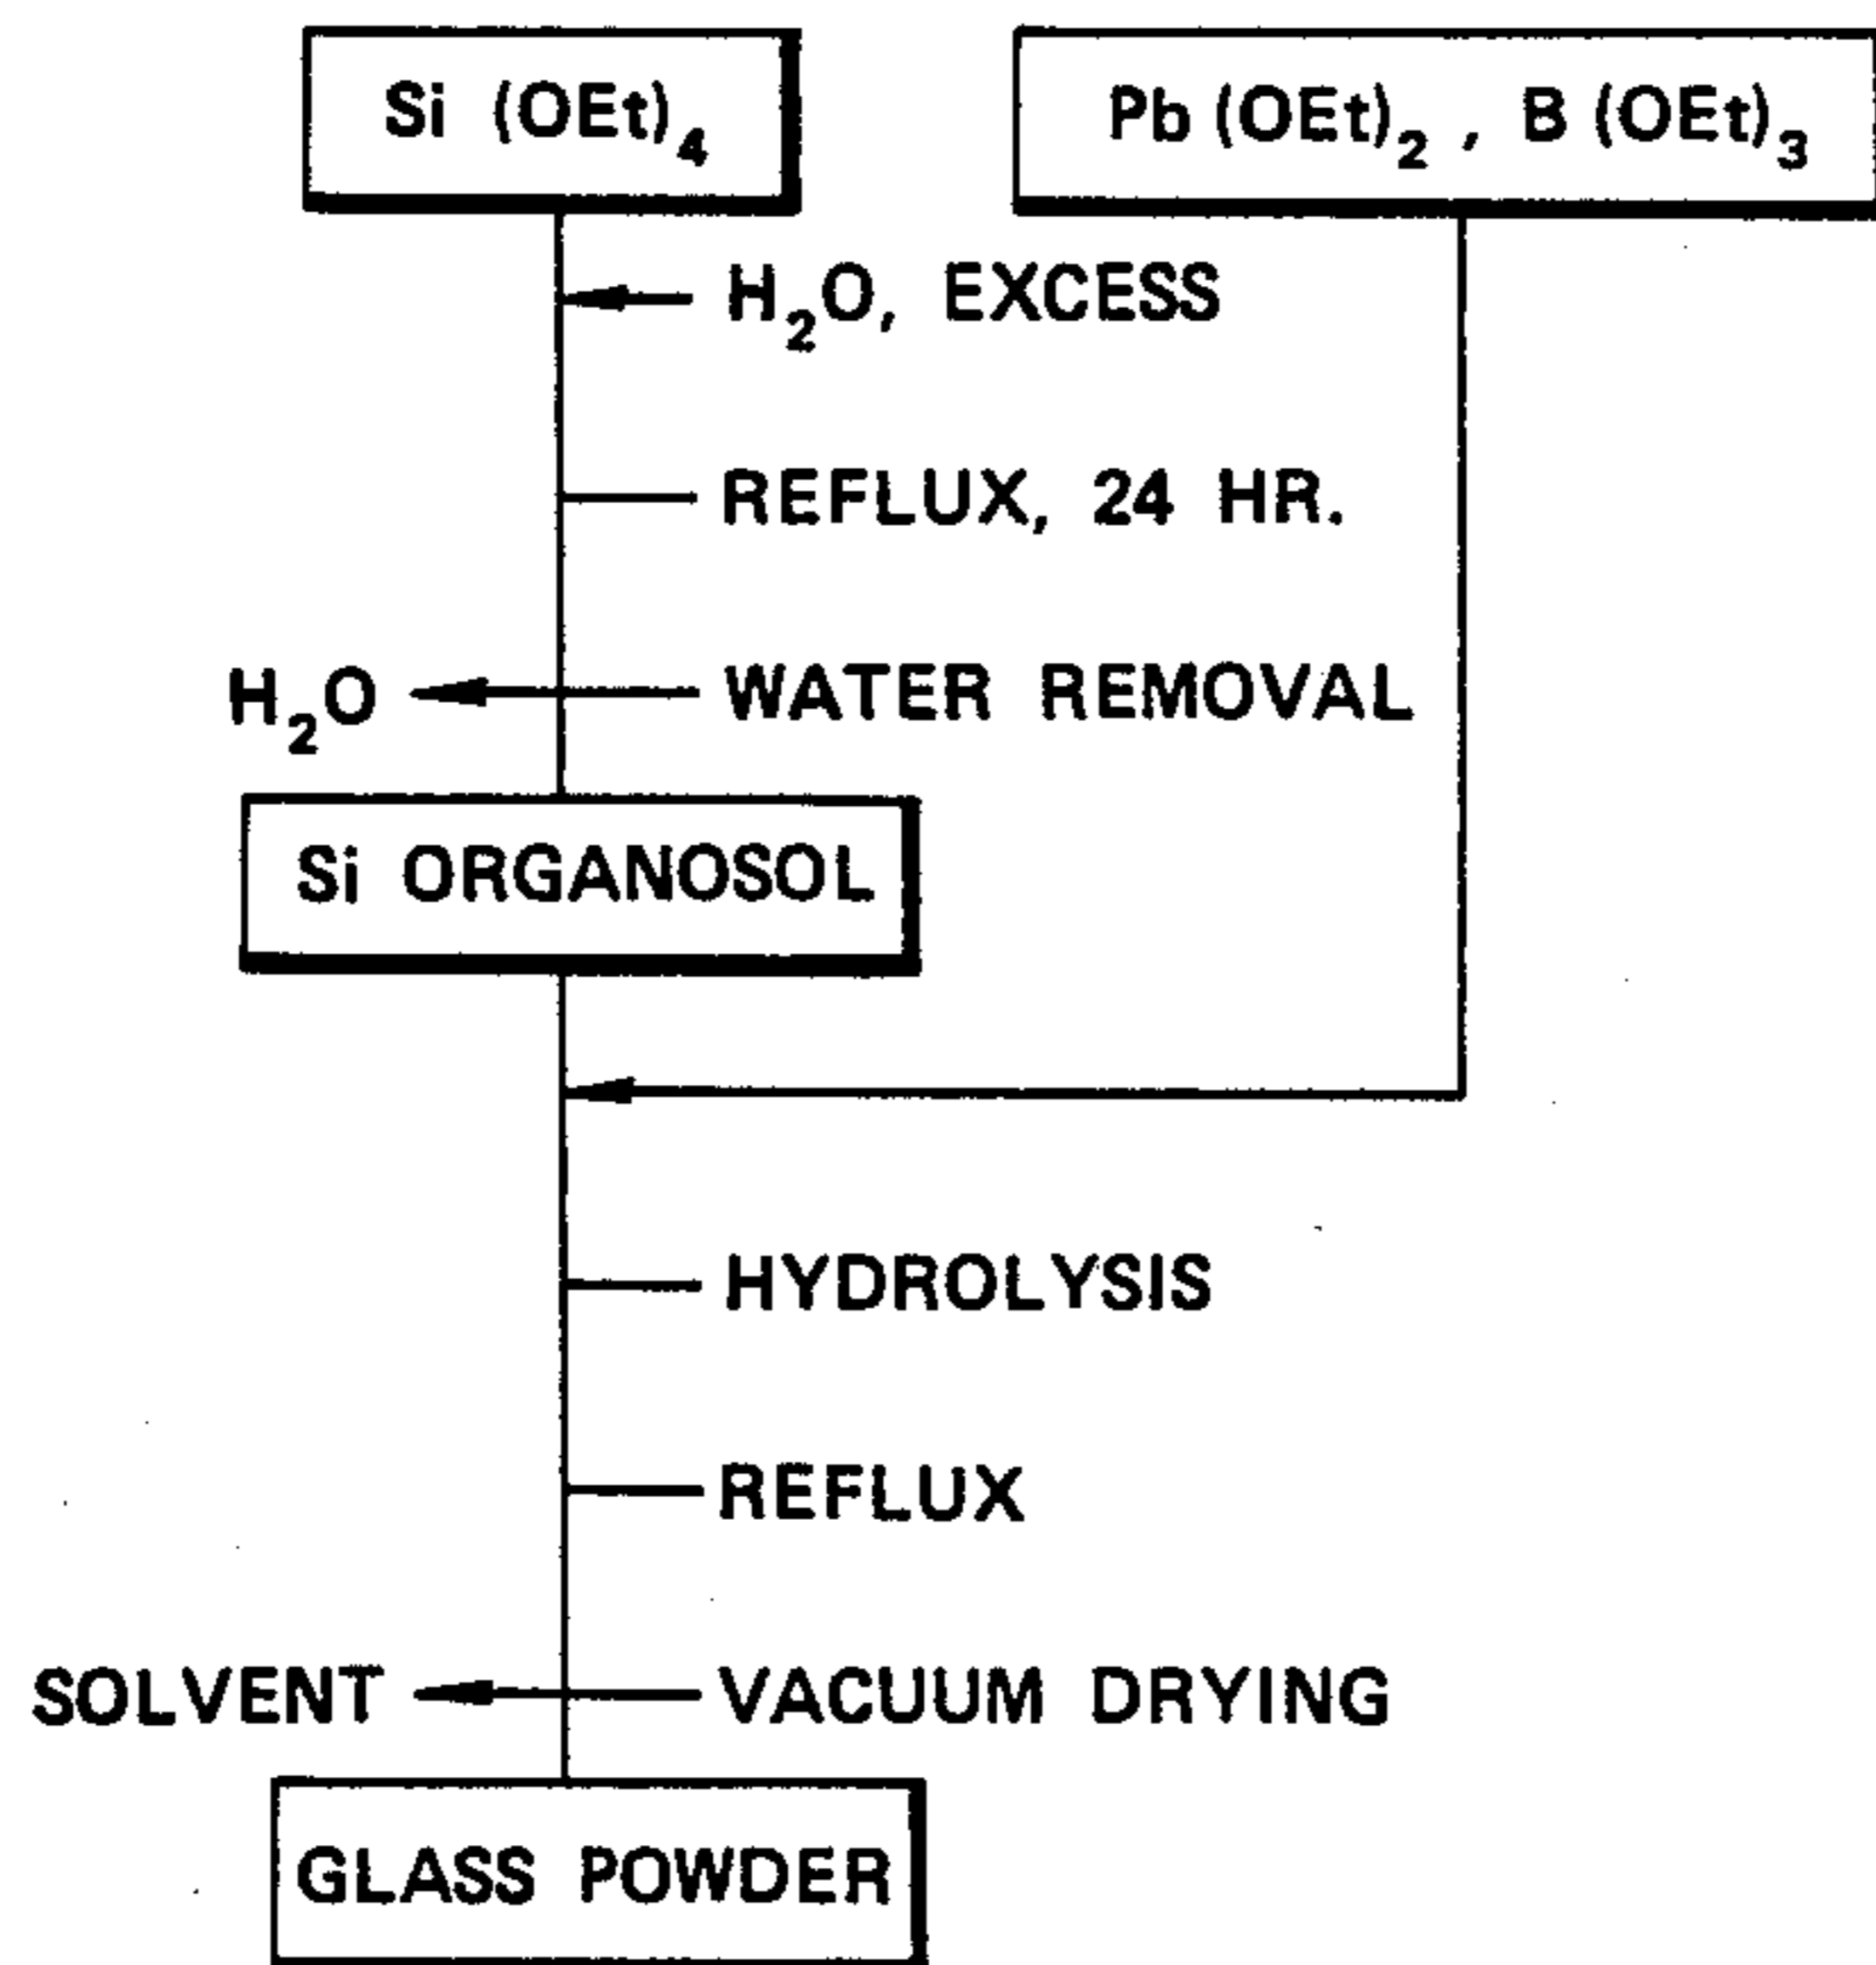 Si (OEt)4
Pb (OEt)2 , B (OEt)3
H2O, EXCESS
REFLUX, 24 HR.
H2O
WATER REMOVAL
Si ORGANOSOL
HYDROLYSIS
REFLUX
SOLVENT
VACUUM DRYING
GLASS POWDER